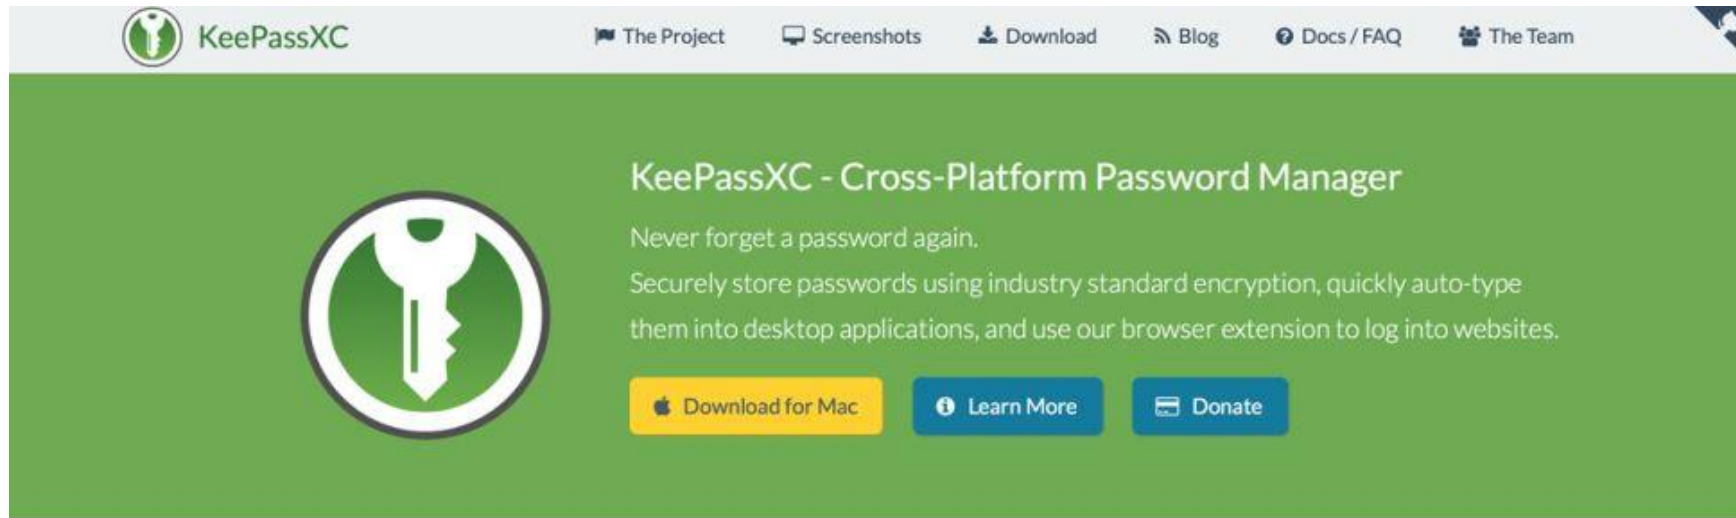 KeePassXC
The Project
Screenshots
Download
Blog
Docs / FAQ
The Team
KeePassXC - Cross-Platform Password Manager
Never forget a password again.
Securely store passwords using industry standard encryption, quickly auto-type
them into desktop applications, and use our browser extension to log into websites.
Download for Mac
Learn More
Donate